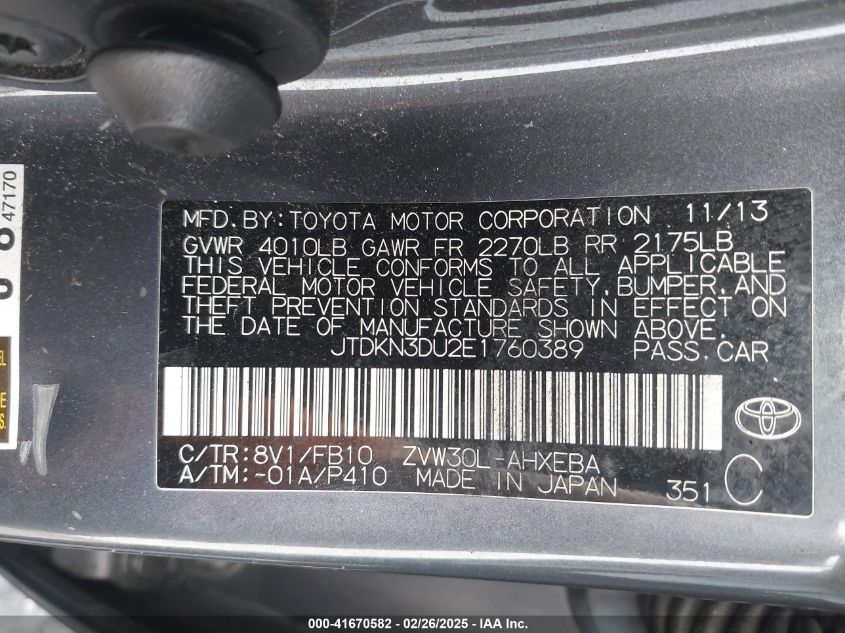 47170
MFD. BY: TOYOTA MOTOR CORPORATION 11/13
GVWR 4010LB GAWR FR 2270LB RR 2175LB
THIS VEHICLE CONFORMS TO ALL APPLICABLE
FEDERAL MOTOR VEHICLE SAFETY, BUMPER, AND
THEFT PREVENTION STANDARDS IN EFFECT ON
THE DATE OF MANUFACTURE SHOWN ABOVE.
JTDKN3DU2E1760389 PASS. CAR
C/TR: 8V1/FB10 ZVW30L-AHXEBA
A/TM: -01A/P410 MADE IN JAPAN 351 C
000-41670582 - 02/26/2025 - IAA Inc.